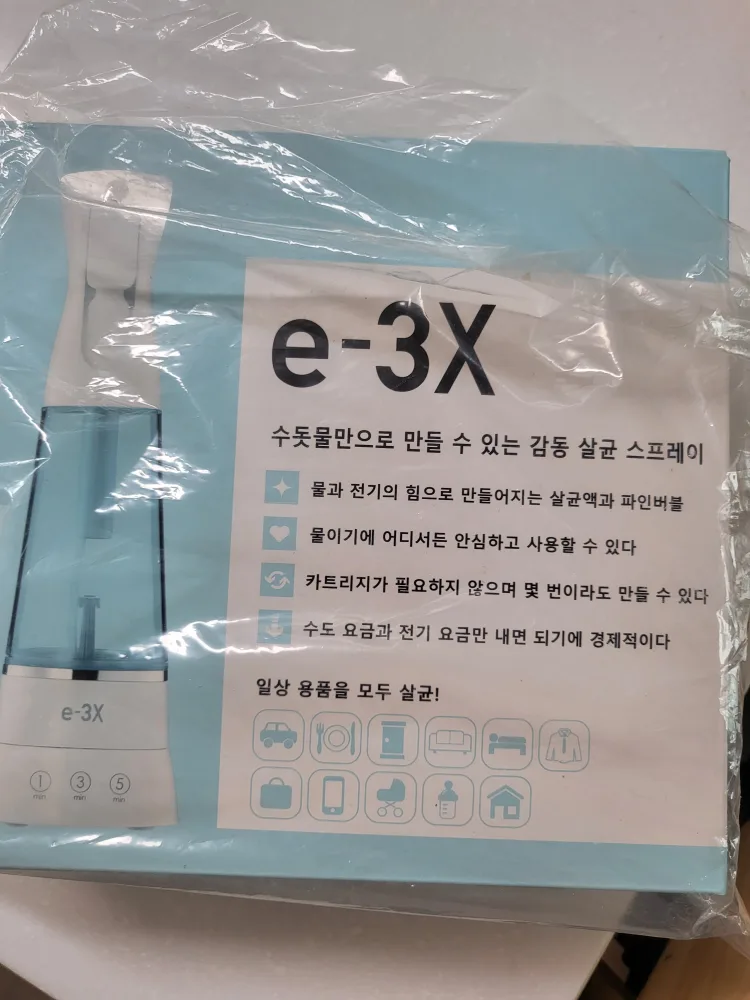 e-3X
수돗물만으로 만들 수 있는 감동 살균 스프레이
물과 전기의 힘으로 만들어지는 살균액과 파인버블
물이기에 어디서든 안심하고 사용할 수 있다
카트리지가 필요하지 않으며 몇 번이라도 만들 수 있다
수도 요금과 전기 요금만 내면 되기에 경제적이다
일상 용품을 모두 살균!
e-3X
1 3 5
min min min